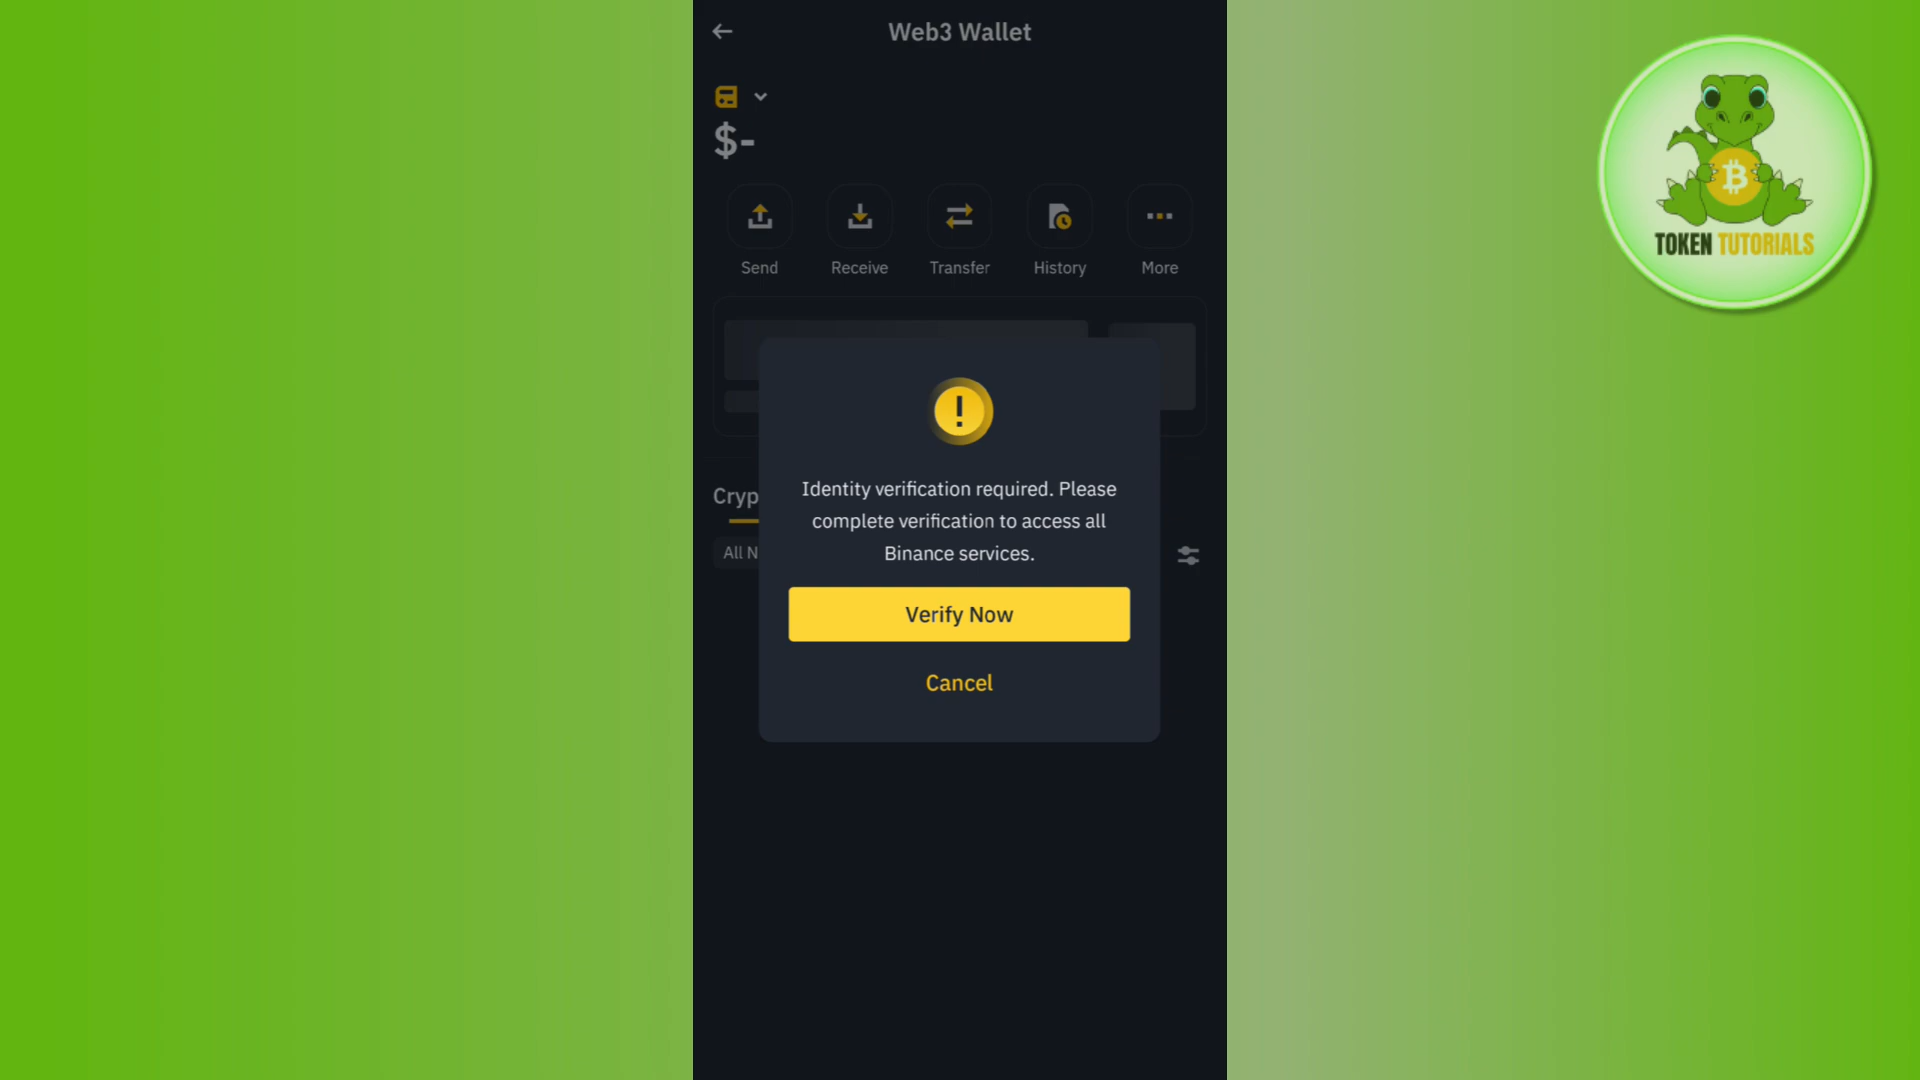 Web3 Wallet
$-
Send
Receive
Transfer
History
More
Cryp
All N
!
Identity verification required. Please
complete verification to access all
Binance services.
Verify Now
Cancel
TOKEN TUTORIALS